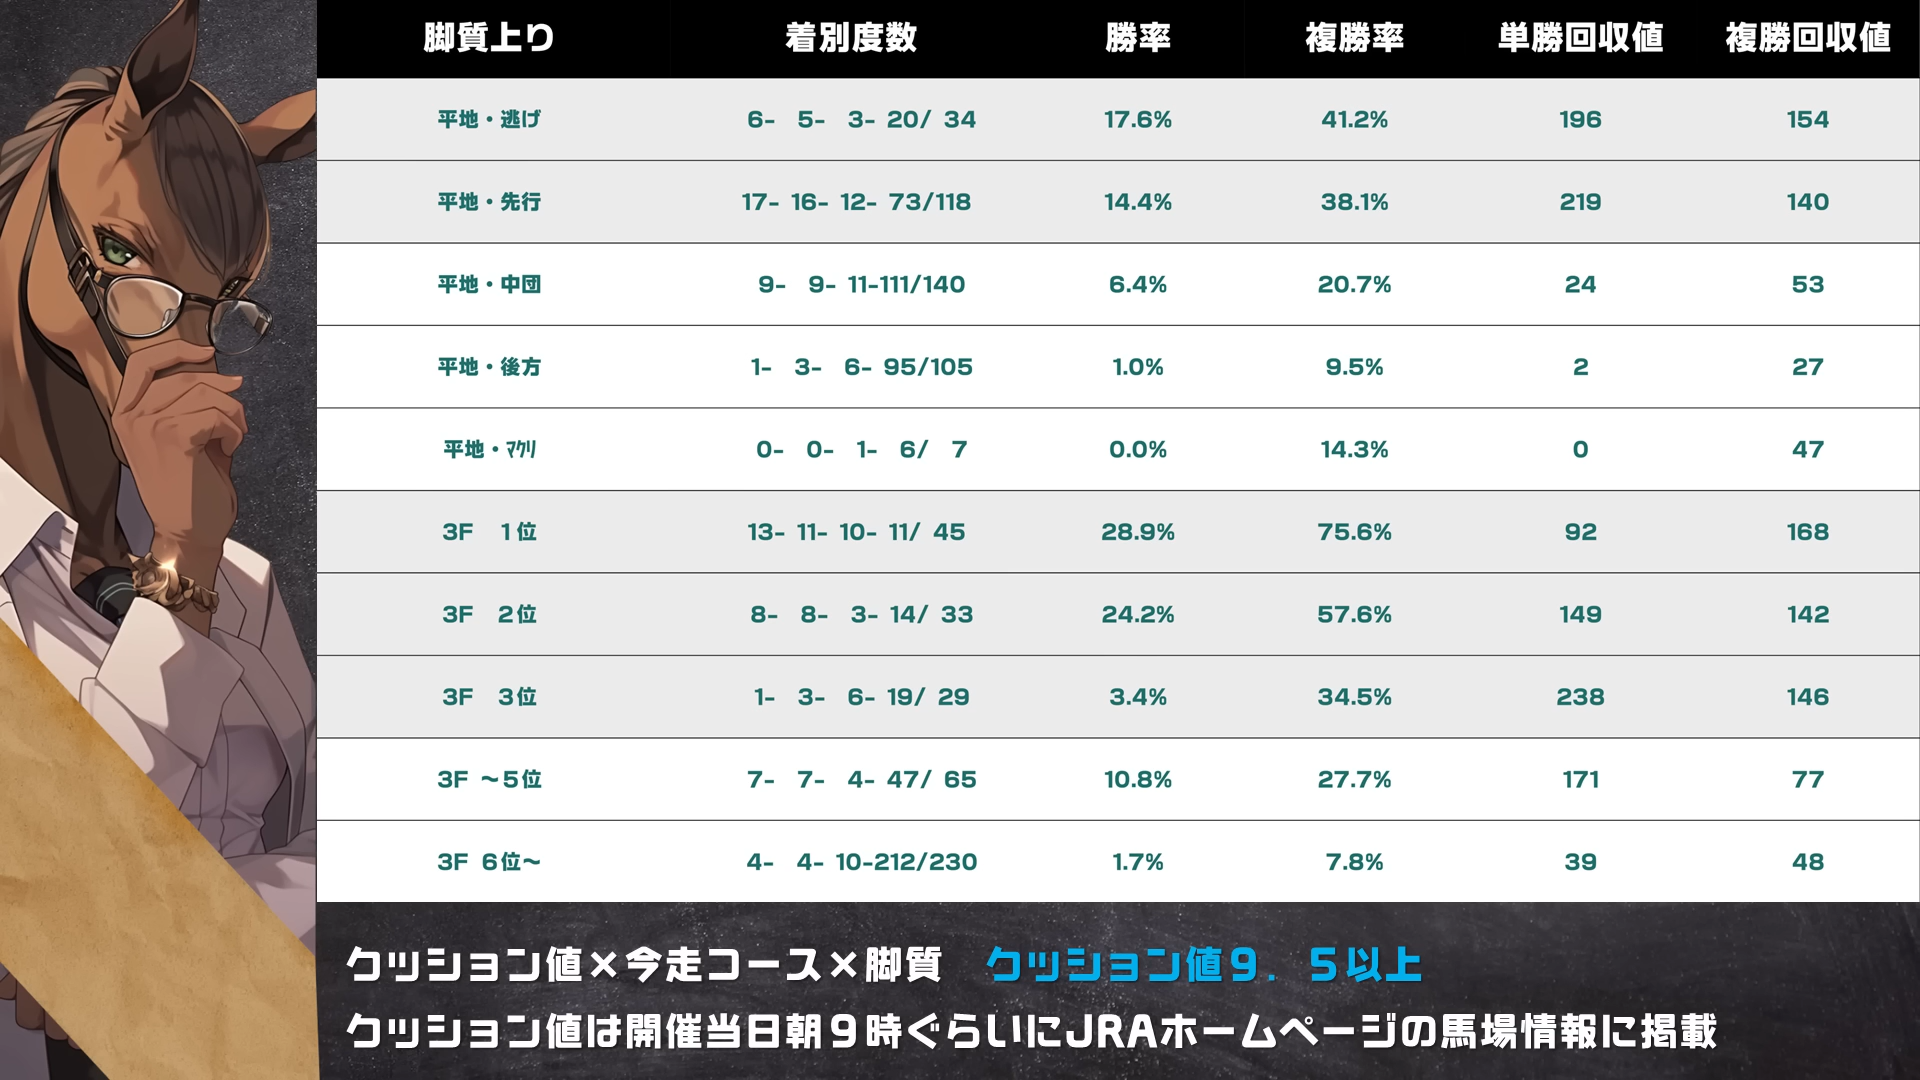 脚質上り 着別度数 勝率 複勝率 単勝回収値 複勝回収値
平地・逃げ 6- 5- 3- 20/ 34 17.6% 41.2% 196 154
平地・先行 17- 16- 12- 73/118 14.4% 38.1% 219 140
平地・中団 9- 9- 11-111/140 6.4% 20.7% 24 53
平地・後方 1- 3- 6- 95/105 1.0% 9.5% 2 27
平地・ﾏｸﾘ 0- 0- 1- 6/ 7 0.0% 14.3% 0 47
3F １位 13- 11- 10- 11/ 45 28.9% 75.6% 92 168
3F ２位 8- 8- 3- 14/ 33 24.2% 57.6% 149 142
3F ３位 1- 3- 6- 19/ 29 3.4% 34.5% 238 146
3F ～５位 7- 7- 4- 47/ 65 10.8% 27.7% 171 77
3F ６位～ 4- 4- 10-212/230 1.7% 7.8% 39 48
クッション値×今走コース×脚質 クッション値９．５以上
クッション値は開催当日朝９時ぐらいにJRAホームページの馬場情報に掲載